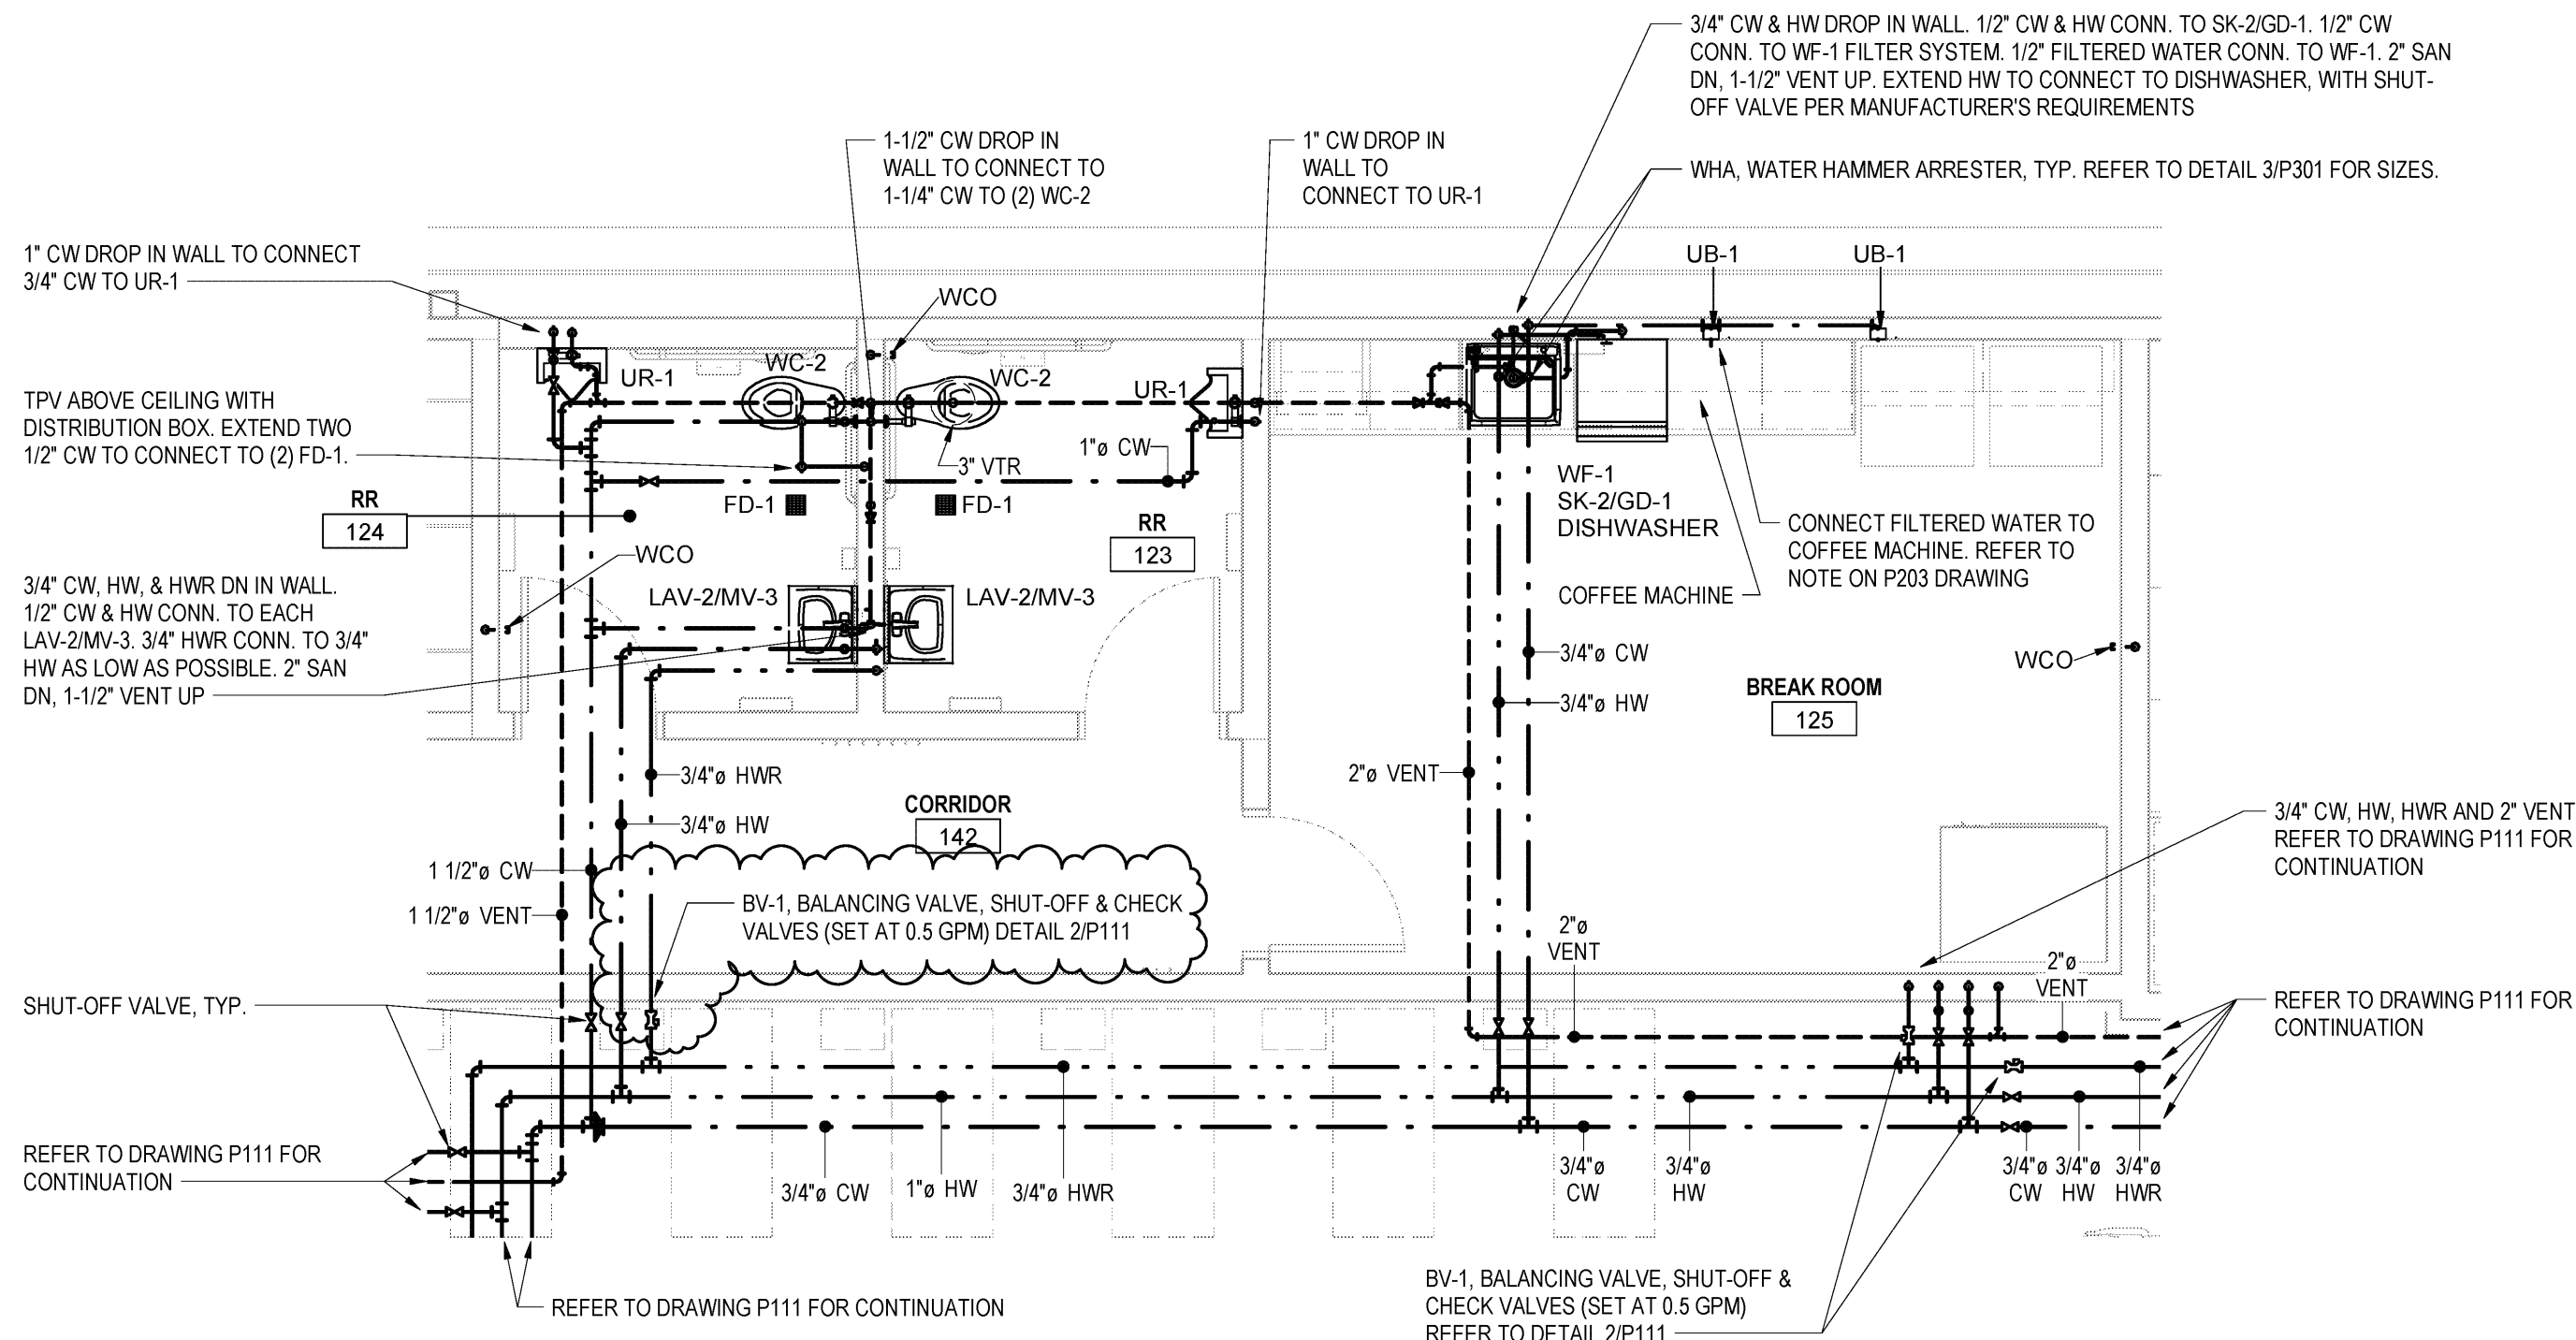 3/4" CW & HW DROP IN WALL. 1/2" CW & HW CONN. TO SK-2/GD-1. 1/2" CW
CONN. TO WF-1 FILTER SYSTEM. 1/2" FILTERED WATER CONN. TO WF-1. 2" SAN
DN, 1-1/2" VENT UP. EXTEND HW TO CONNECT TO DISHWASHER, WITH SHUT-
OFF VALVE PER MANUFACTURER'S REQUIREMENTS
1-1/2" CW DROP IN
WALL TO CONNECT TO
1-1/4" CW TO (2) WC-2
1" CW DROP IN
WALL TO
CONNECT TO UR-1
WHA, WATER HAMMER ARRESTER, TYP. REFER TO DETAIL 3/P301 FOR SIZES.
1" CW DROP IN WALL TO CONNECT
3/4" CW TO UR-1
UB-1
UB-1
WCO
WC-2
UR-1
WC-2
UR-1
TPV ABOVE CEILING WITH
DISTRIBUTION BOX. EXTEND TWO
1/2" CW TO CONNECT TO (2) FD-1.
1"ø CW
3" VTR
FD-1
FD-1
RR
124
RR
123
WF-1
SK-2/GD-1
DISHWASHER
CONNECT FILTERED WATER TO
COFFEE MACHINE. REFER TO
NOTE ON P203 DRAWING
COFFEE MACHINE
WCO
3/4" CW, HW, & HWR DN IN WALL.
1/2" CW & HW CONN. TO EACH
LAV-2/MV-3. 3/4" HWR CONN. TO 3/4"
HW AS LOW AS POSSIBLE. 2" SAN
DN, 1-1/2" VENT UP
LAV-2/MV-3
LAV-2/MV-3
3/4"ø CW
3/4"ø HW
WCO
BREAK ROOM
125
3/4"ø HWR
2"ø VENT
CORRIDOR
142
3/4"ø HW
1 1/2"ø CW
1 1/2"ø VENT
BV-1, BALANCING VALVE, SHUT-OFF & CHECK
VALVES (SET AT 0.5 GPM) DETAIL 2/P111
3/4" CW, HW, HWR AND 2" VENT
REFER TO DRAWING P111 FOR
CONTINUATION
2"ø
VENT
2"ø
VENT
SHUT-OFF VALVE, TYP.
REFER TO DRAWING P111 FOR
CONTINUATION
REFER TO DRAWING P111 FOR
CONTINUATION
3/4"ø CW
1"ø HW
3/4"ø HWR
3/4"ø
CW
3/4"ø
HW
3/4"ø
CW
3/4"ø
HW
3/4"ø
HWR
REFER TO DRAWING P111 FOR CONTINUATION
BV-1, BALANCING VALVE, SHUT-OFF &
CHECK VALVES (SET AT 0.5 GPM)
REFER TO DETAIL 2/P111